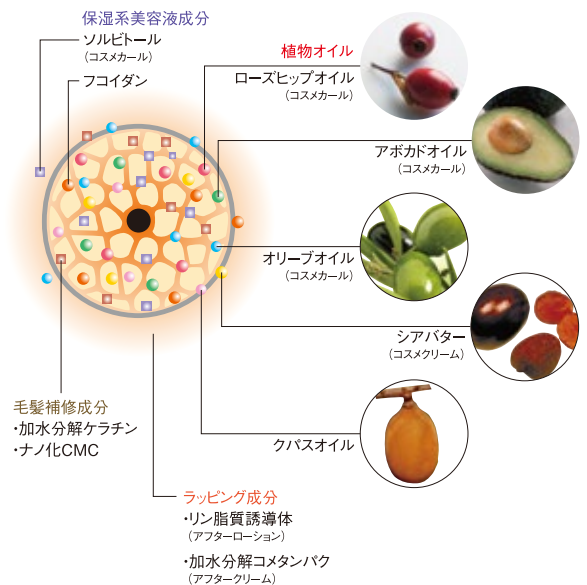 保湿系美容液成分
ソルビトール
（コスメカール）
フコイダン
植物オイル
ローズヒップオイル
（コスメカール）
アボカドオイル
（コスメカール）
オリーブオイル
（コスメカール）
シアバター
（コスメクリーム）
クパスオイル
毛髪補修成分
・加水分解ケラチン
・ナノ化CMC
ラッピング成分
・リン脂質誘導体
（アフターローション）
・加水分解コメタンパク
（アフタークリーム）